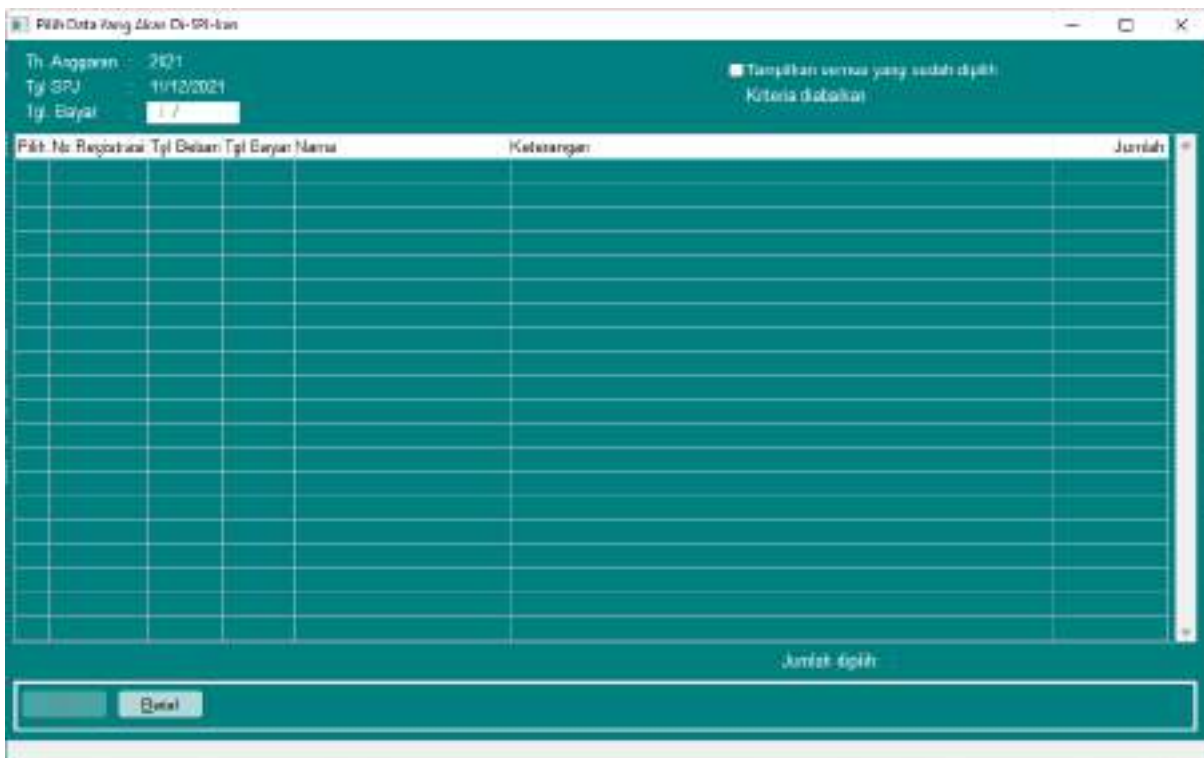 Pilih Data Yang Akan Di-SPJ-kan
Th. Anggaran : 2021
Tgl SPJ : 11/12/2021
Tgl. Bayar / /
Tampilkan semua yang sudah dipilih
Kriteria diabaikan
Pilih No Registrasi Tgl Beban Tgl Bayar Nama Keterangan Jumlah
Jumlah dipilih
Batal